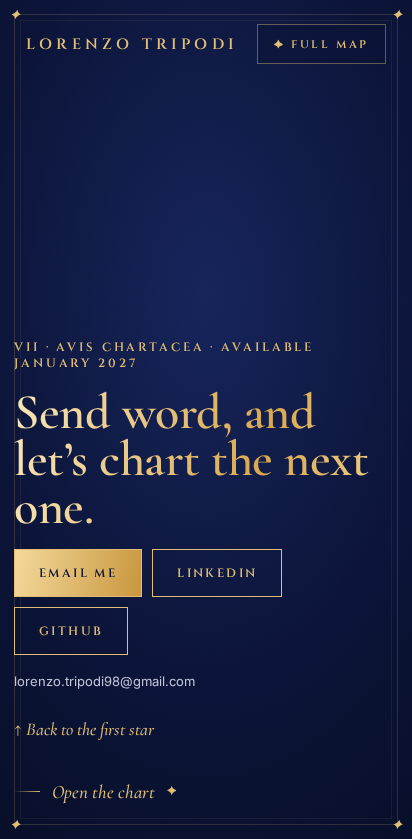 LORENZO TRIPODI
✦ FULL MAP
VII · AVIS CHARTACEA · AVAILABLE
JANUARY 2027
Send word, and
let’s chart the next
one.
EMAIL ME
LINKEDIN
GITHUB
lorenzo.tripodi98@gmail.com
↑ Back to the first star
Open the chart ✦